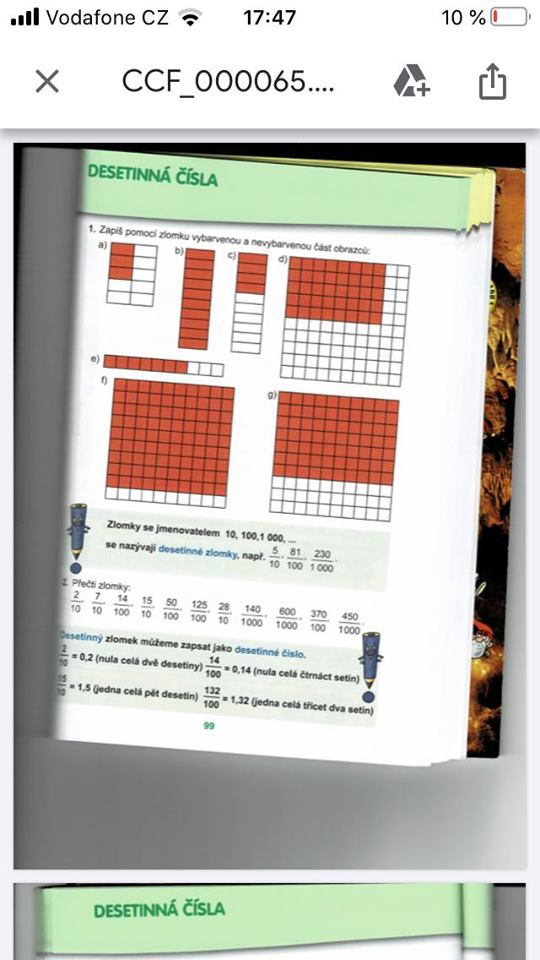 Vodafone CZ 17:47 10 %
CCF_000065....
DESETINNÁ ČÍSLA
1. Zapiš pomocí zlomku vybarvenou a nevybarvenou část obrazců:
a) b) c) d)
e)
f) g)
Zlomky se jmenovatelem 10, 100,1 000, ...
se nazývají desetinné zlomky, např. 5/10, 81/100, 230/1 000.
2. Přečti zlomky:
2/10, 7/10, 14/100, 15/10, 50/100, 125/100, 28/10, 140/1000, 600/1000, 370/100, 450/1000.
Desetinný zlomek můžeme zapsat jako desetinné číslo.
2/10 = 0,2 (nula celá dvě desetiny) 14/100 = 0,14 (nula celá čtrnáct setin)
15/10 = 1,5 (jedna celá pět desetin) 132/100 = 1,32 (jedna celá třicet dva setin)
99
DESETINNÁ ČÍSLA